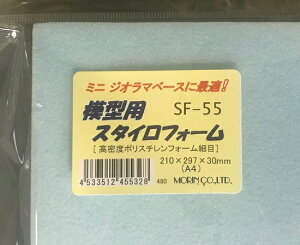 ミニ ジオラマベースに最適!
模型用 SF-55
スタイロフォーム
[高密度ポリスチレンフォーム細目]
210×297×30mm
(A4)
4533512455328 480 MORIN CO.,LTD.